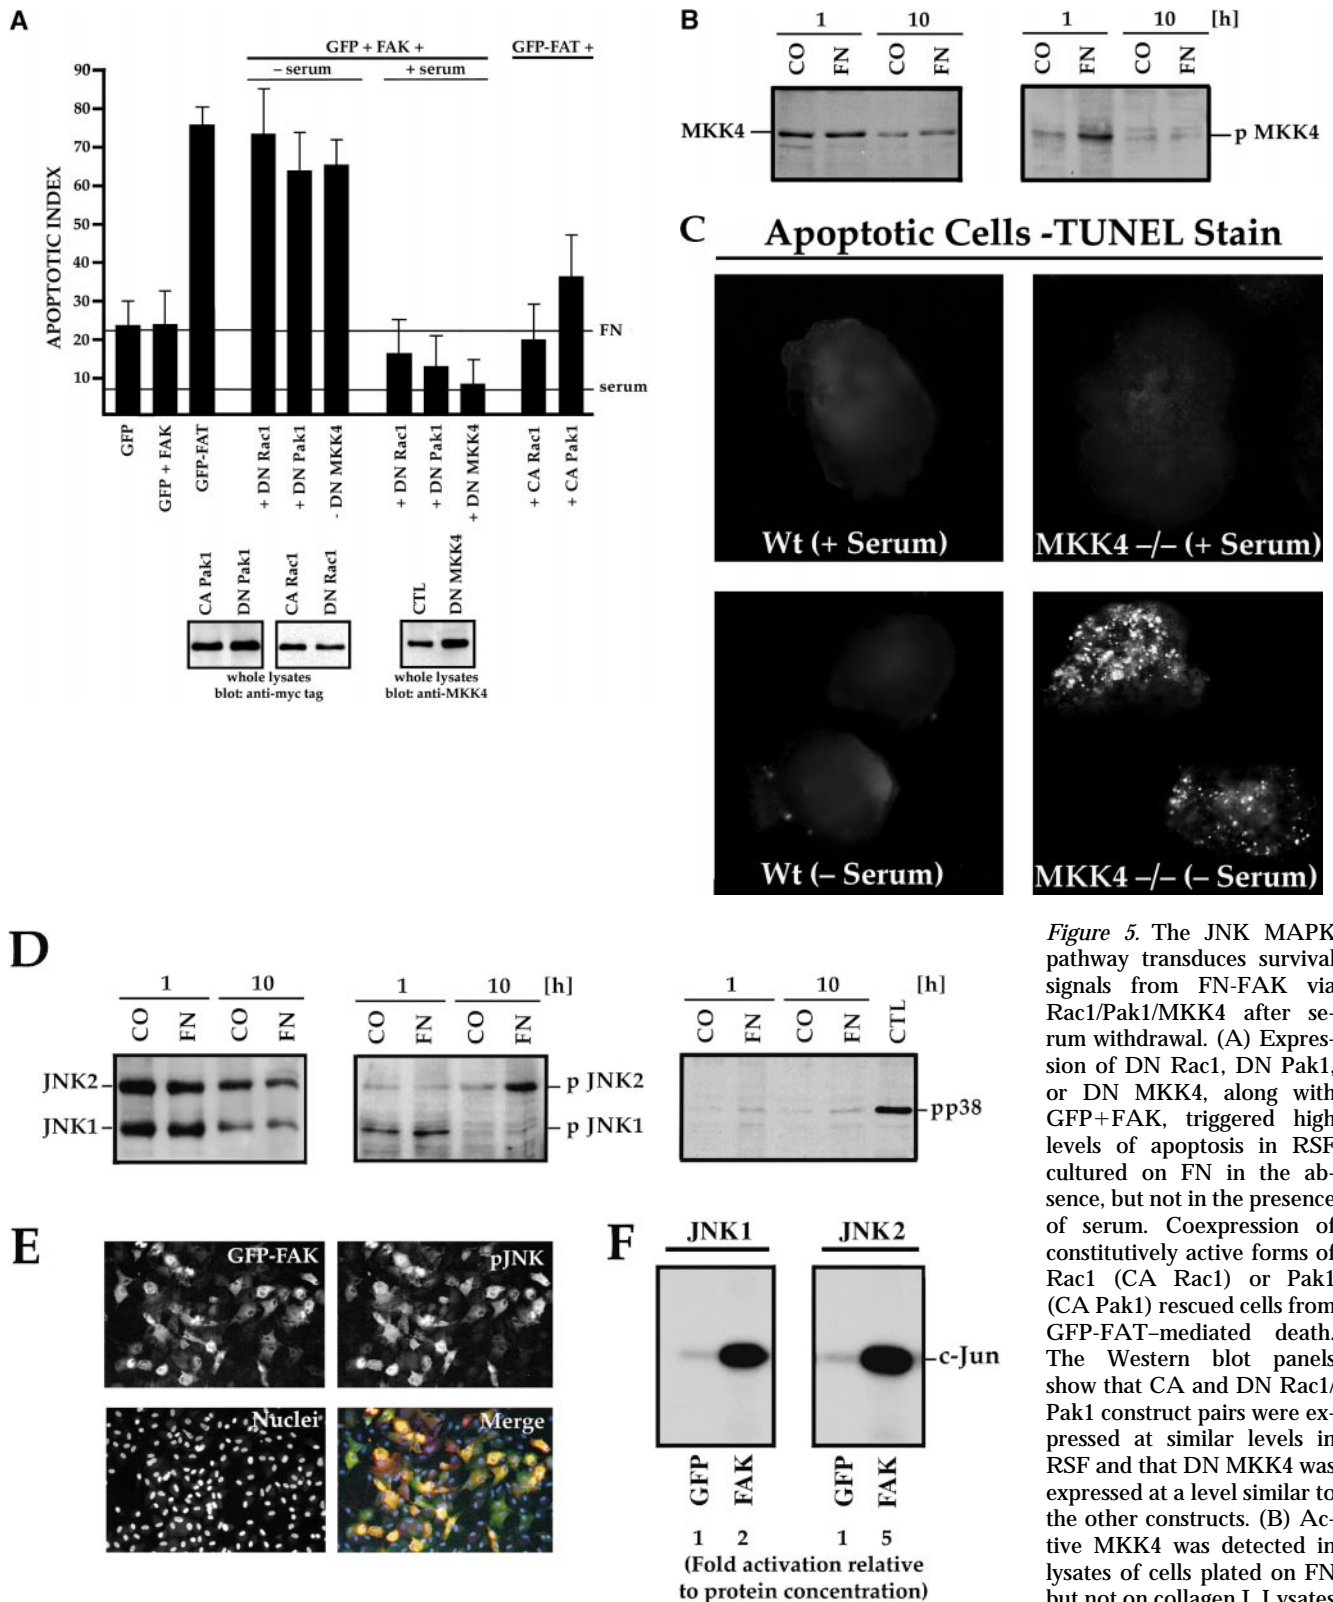 A
GFP + FAK +
GFP-FAT +
– serum
+ serum
90
80
70
60
50
40
30
20
10
APOPTOTIC INDEX
FN
serum
GFP
GFP + FAK
GFP-FAT
+ DN Rac1
+ DN Pak1
- DN MKK4
+ DN Rac1
+ DN Pak1
+ DN MKK4
+ CA Rac1
+ CA Pak1
CA Pak1
DN Pak1
CA Rac1
DN Rac1
CTL
DN MKK4
whole lysates
blot: anti-myc tag
whole lysates
blot: anti-MKK4
B
1
10
1
10
[h]
CO
FN
CO
FN
CO
FN
CO
FN
MKK4
p MKK4
C
Apoptotic Cells -TUNEL Stain
Wt (+ Serum)
MKK4 –/– (+ Serum)
Wt (– Serum)
MKK4 –/– (– Serum)
D
1
10
1
10
[h]
1
10
[h]
CO
FN
CO
FN
CO
FN
CO
FN
CO
FN
CO
FN
CTL
JNK2
JNK1
p JNK2
p JNK1
pp38
E
GFP-FAK
pJNK
Nuclei
Merge
F
JNK1
JNK2
c-Jun
GFP
FAK
GFP
FAK
1
2
1
5
(Fold activation relative
to protein concentration)
Figure 5. The JNK MAPK
pathway transduces survival
signals from FN-FAK via
Rac1/Pak1/MKK4 after se-
rum withdrawal. (A) Expres-
sion of DN Rac1, DN Pak1,
or DN MKK4, along with
GFP+FAK, triggered high
levels of apoptosis in RSF
cultured on FN in the ab-
sence, but not in the presence
of serum. Coexpression of
constitutively active forms of
Rac1 (CA Rac1) or Pak1
(CA Pak1) rescued cells from
GFP-FAT–mediated death.
The Western blot panels
show that CA and DN Rac1/
Pak1 construct pairs were ex-
pressed at similar levels in
RSF and that DN MKK4 was
expressed at a level similar to
the other constructs. (B) Ac-
tive MKK4 was detected in
lysates of cells plated on FN
but not on collagen I. Lysates